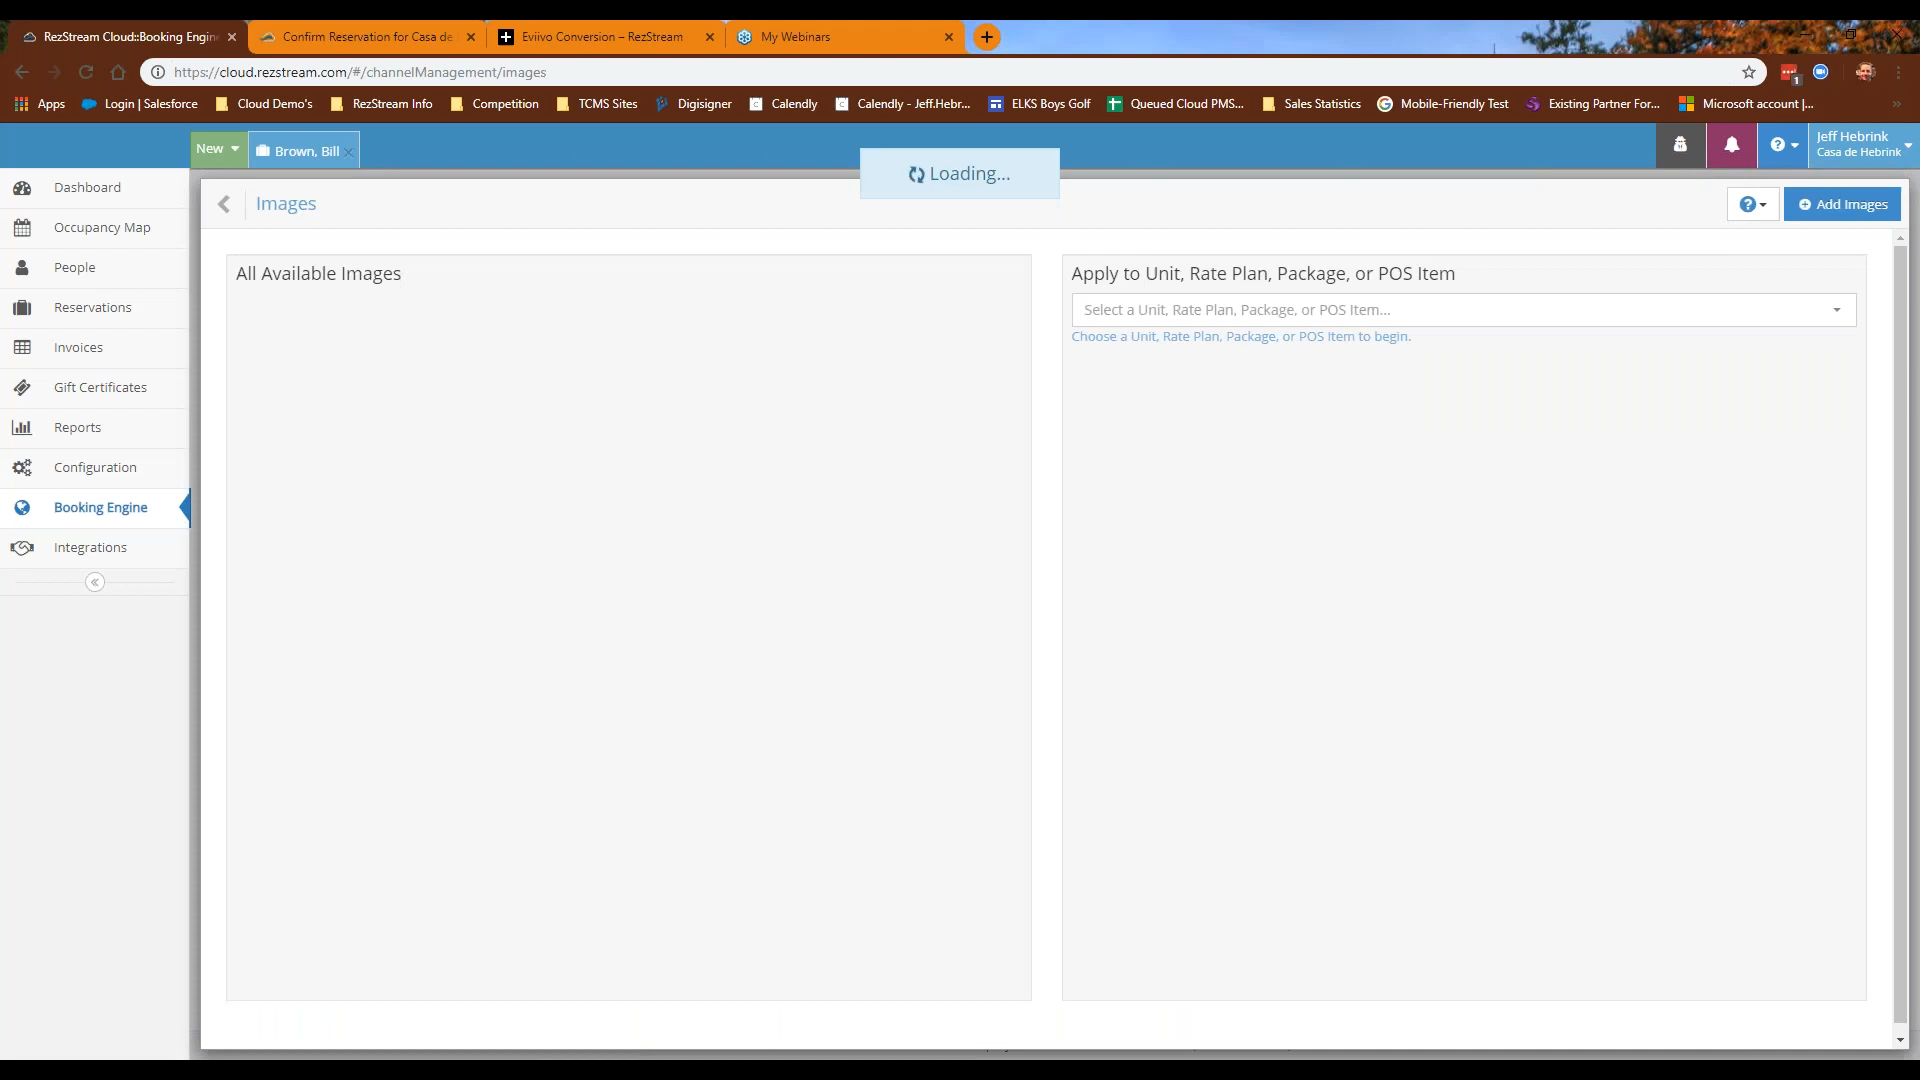 RezStream Cloud::Booking Engin
Confirm Reservation for Casa de
Eviivo Conversion – RezStream
My Webinars
https://cloud.rezstream.com/#/channelManagement/images
1
Apps
Login | Salesforce
Cloud Demo's
RezStream Info
Competition
TCMS Sites
Digisigner
Calendly
Calendly - Jeff.Hebr...
ELKS Boys Golf
Queued Cloud PMS...
Sales Statistics
Mobile-Friendly Test
Existing Partner For...
Microsoft account |...
New
Brown, Bill
Jeff Hebrink
Casa de Hebrink
Loading...
Dashboard
Occupancy Map
People
Reservations
Invoices
Gift Certificates
Reports
Configuration
Booking Engine
Integrations
Images
Add Images
All Available Images
Apply to Unit, Rate Plan, Package, or POS Item
Select a Unit, Rate Plan, Package, or POS Item...
Choose a Unit, Rate Plan, Package, or POS Item to begin.